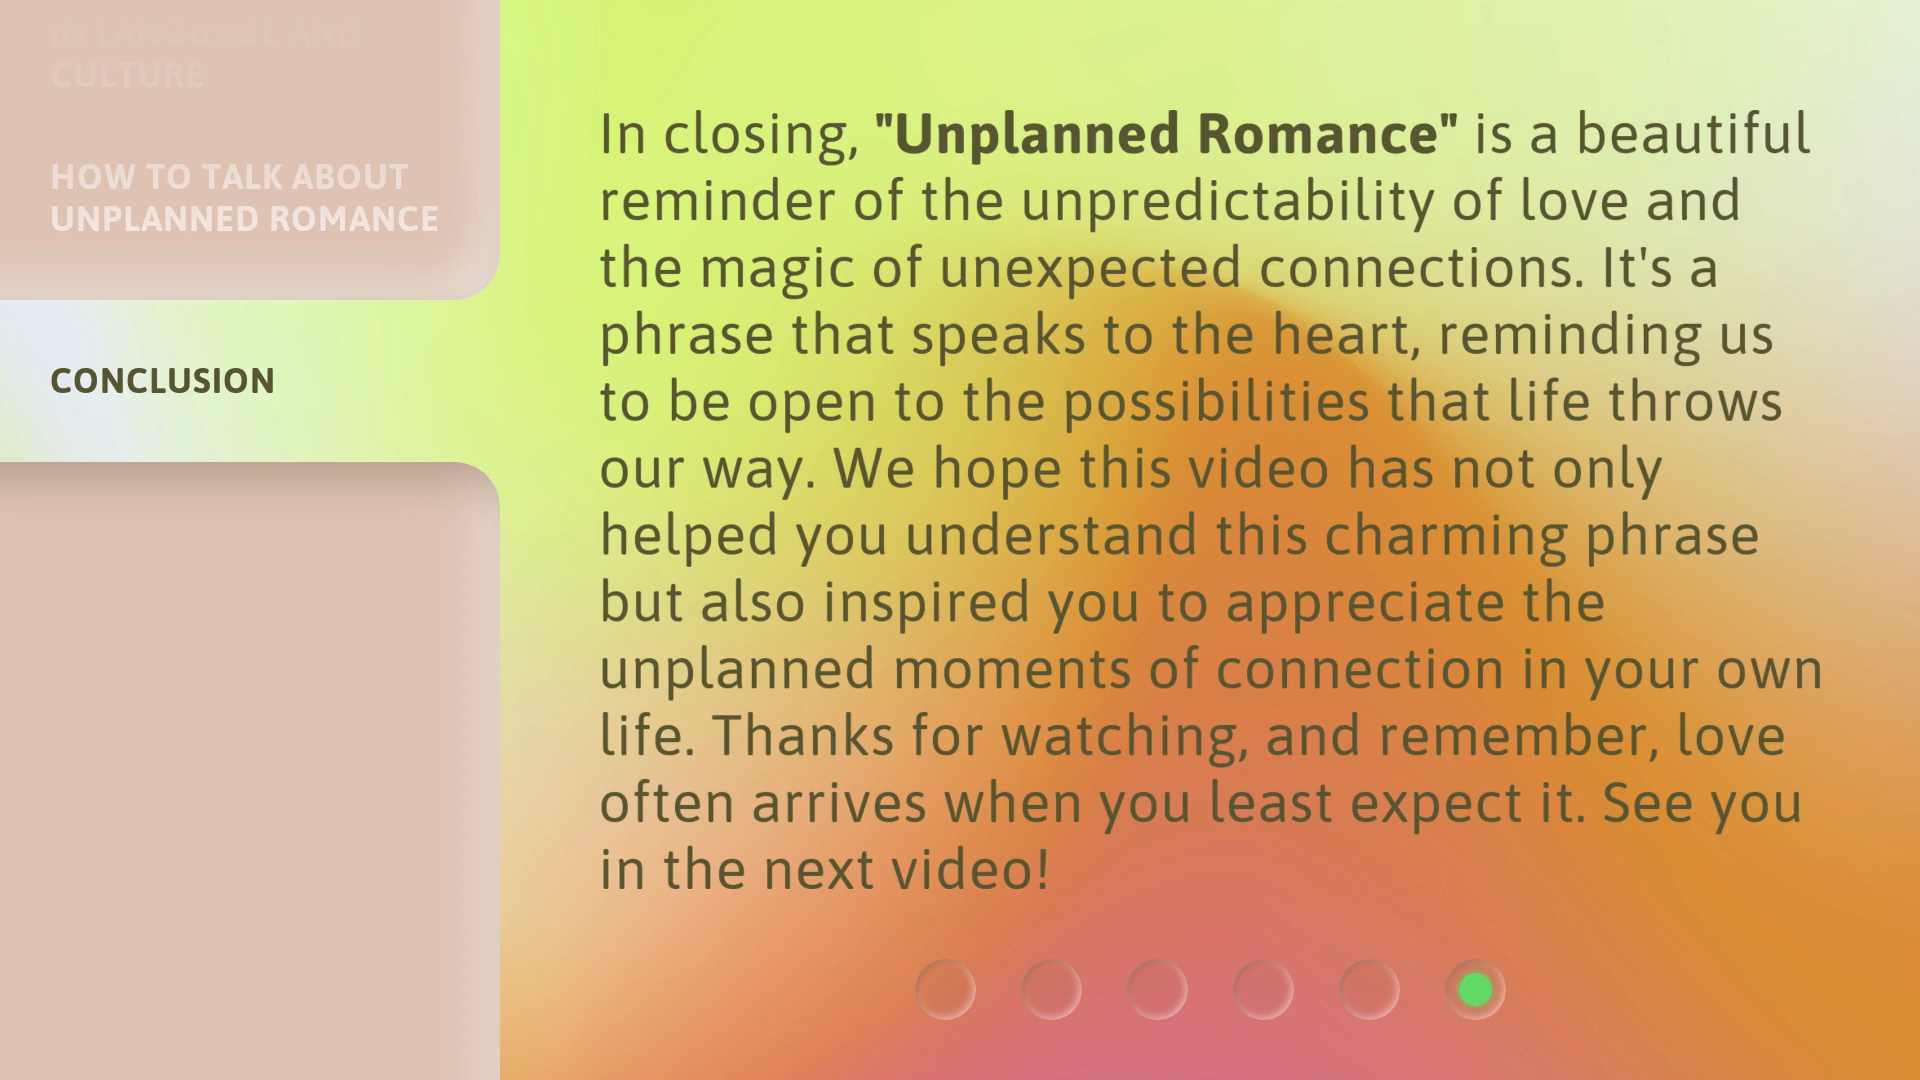 IN LANGUAGE AND
CULTURE
HOW TO TALK ABOUT
UNPLANNED ROMANCE
CONCLUSION
In closing, "Unplanned Romance" is a beautiful
reminder of the unpredictability of love and
the magic of unexpected connections. It's a
phrase that speaks to the heart, reminding us
to be open to the possibilities that life throws
our way. We hope this video has not only
helped you understand this charming phrase
but also inspired you to appreciate the
unplanned moments of connection in your own
life. Thanks for watching, and remember, love
often arrives when you least expect it. See you
in the next video!